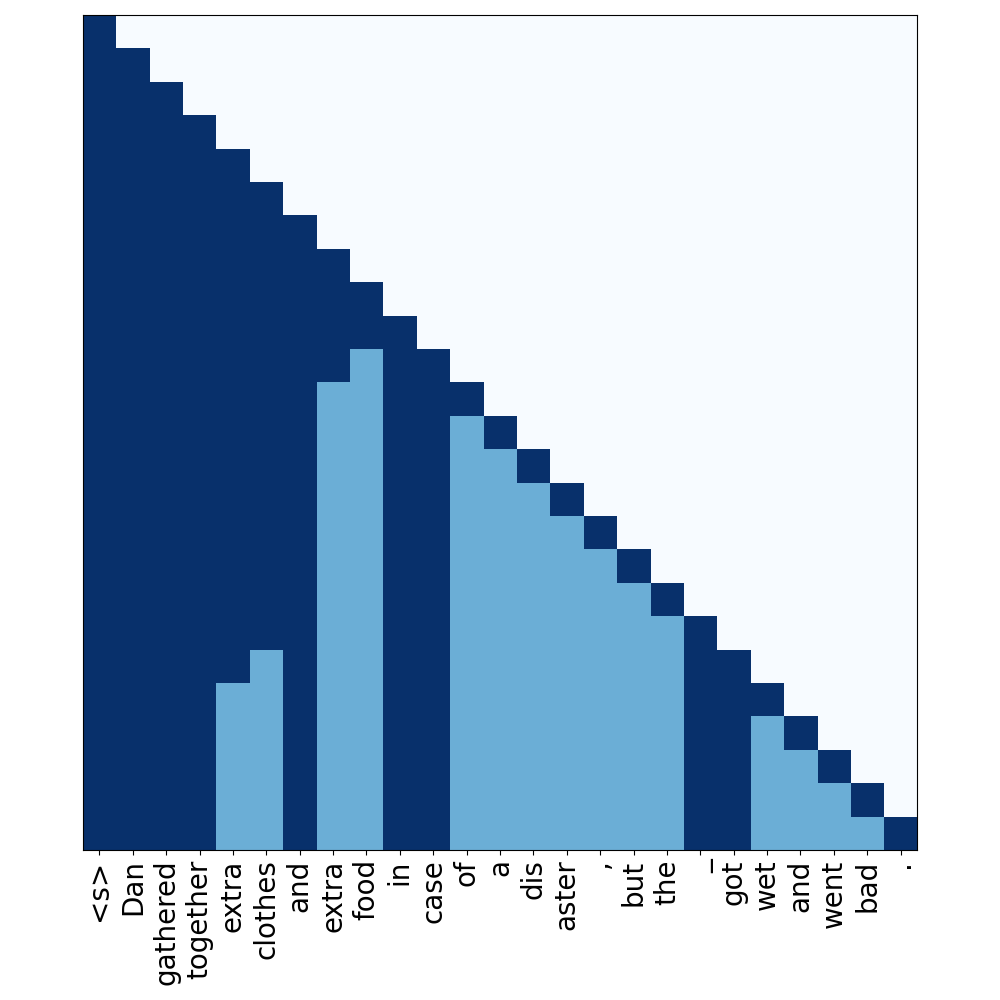 <s> Dan gathered together extra clothes and extra food in case of a dis aster , but the _ got wet and went bad .